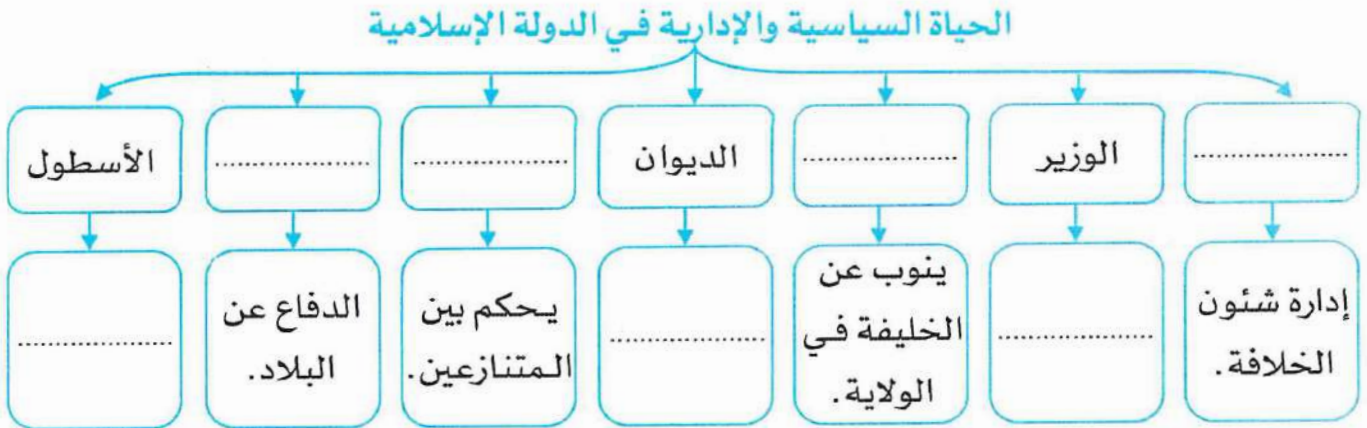 الحياة السياسية والإدارية في الدولة الإسلامية
....................
الوزير
....................
الديوان
....................
....................
الأسطول
إدارة شئون
الخلافة.
....................
ينوب عن
الخليفة في
الولاية.
....................
يحكم بين
المتنازعين.
الدفاع عن
البلاد.
....................